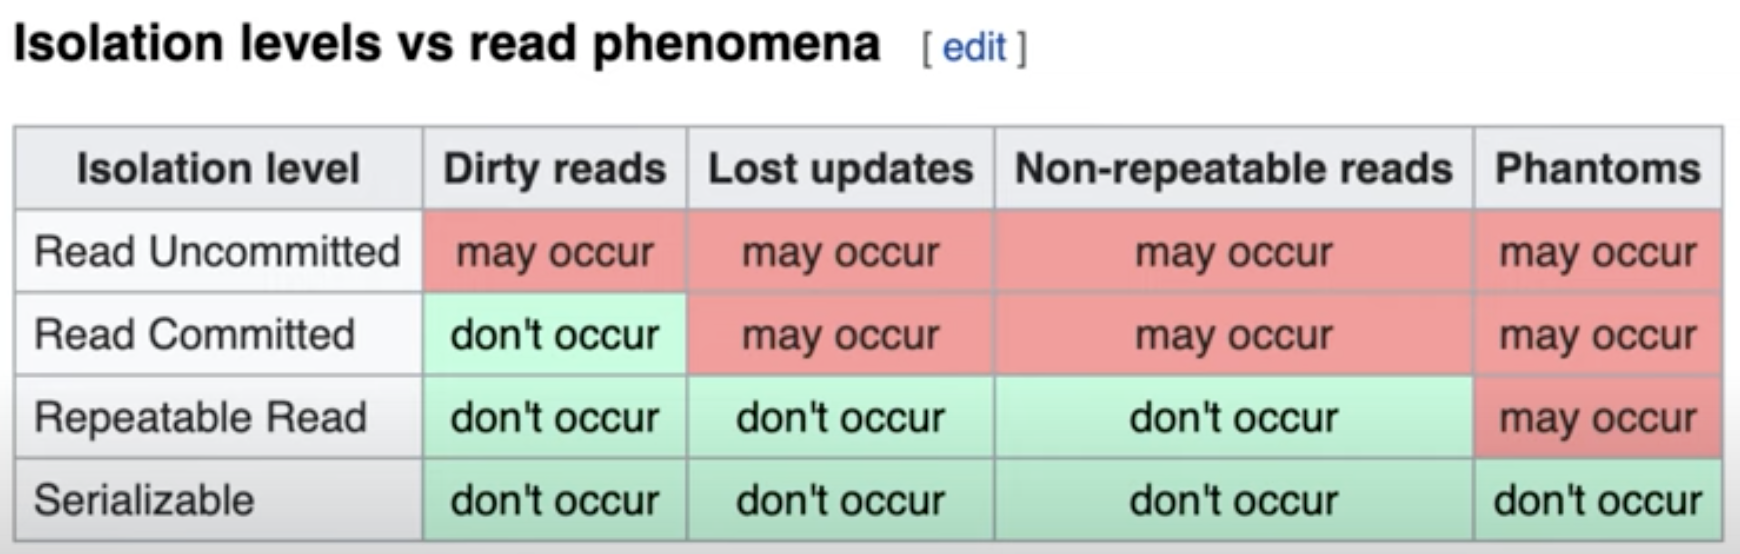 Isolation levels vs read phenomena [ edit ]
Isolation level Dirty reads Lost updates Non-repeatable reads Phantoms
Read Uncommitted may occur may occur may occur may occur
Read Committed don't occur may occur may occur may occur
Repeatable Read don't occur don't occur don't occur may occur
Serializable don't occur don't occur don't occur don't occur